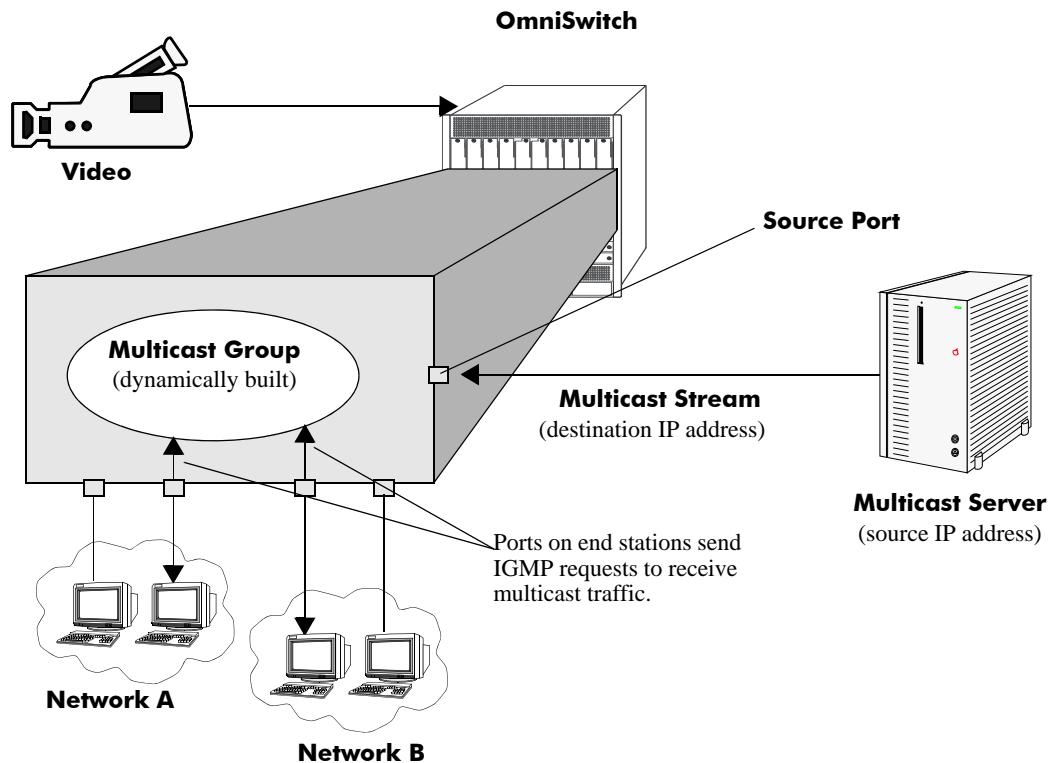 OmniSwitch
Video
Source Port
Multicast Group
(dynamically built)
Multicast Stream
(destination IP address)
Multicast Server
(source IP address)
Ports on end stations send
IGMP requests to receive
multicast traffic.
Network A
Network B